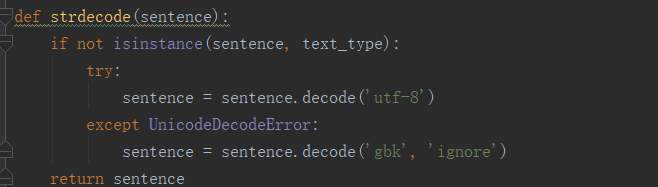 def strdecode(sentence):
    if not isinstance(sentence, text_type):
        try:
            sentence = sentence.decode('utf-8')
        except UnicodeDecodeError:
            sentence = sentence.decode('gbk', 'ignore')
    return sentence